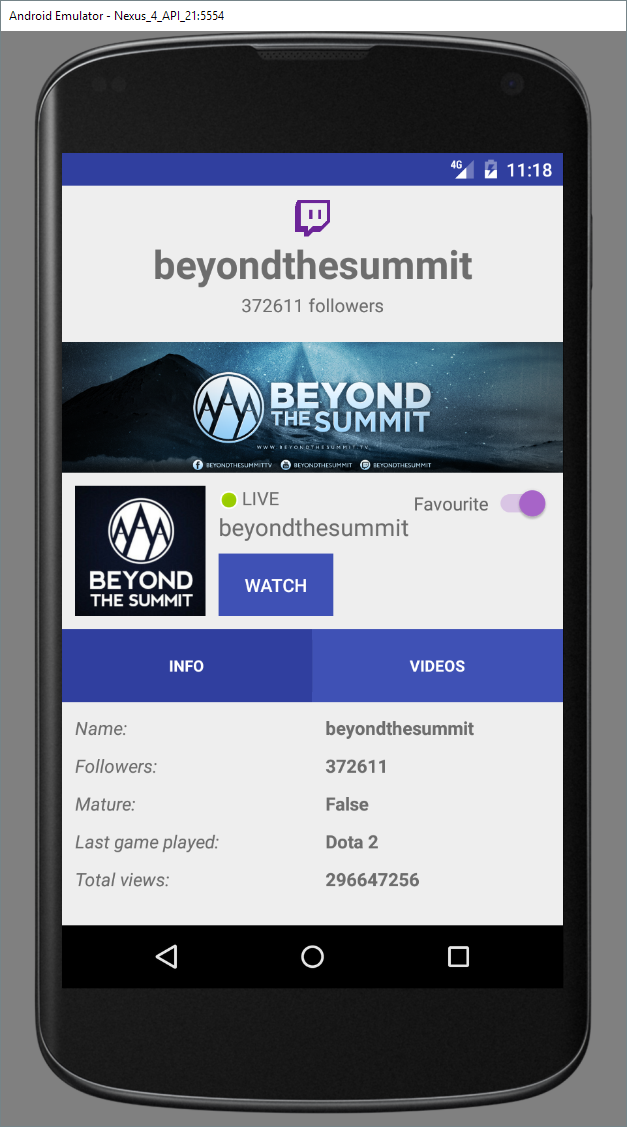 Android Emulator - Nexus_4_API_21:5554
4G 11:18
beyondthesummit
372611 followers
BEYOND
THE SUMMIT
WWW.BEYONDTHESUMMIT.TV
BEYONDTHESUMMITTV BEYONDTHESUMMIT BEYONDTHESUMMIT
BEYOND
THE SUMMIT
LIVE
beyondthesummit
Favourite
WATCH
INFO VIDEOS
Name: beyondthesummit
Followers: 372611
Mature: False
Last game played: Dota 2
Total views: 296647256